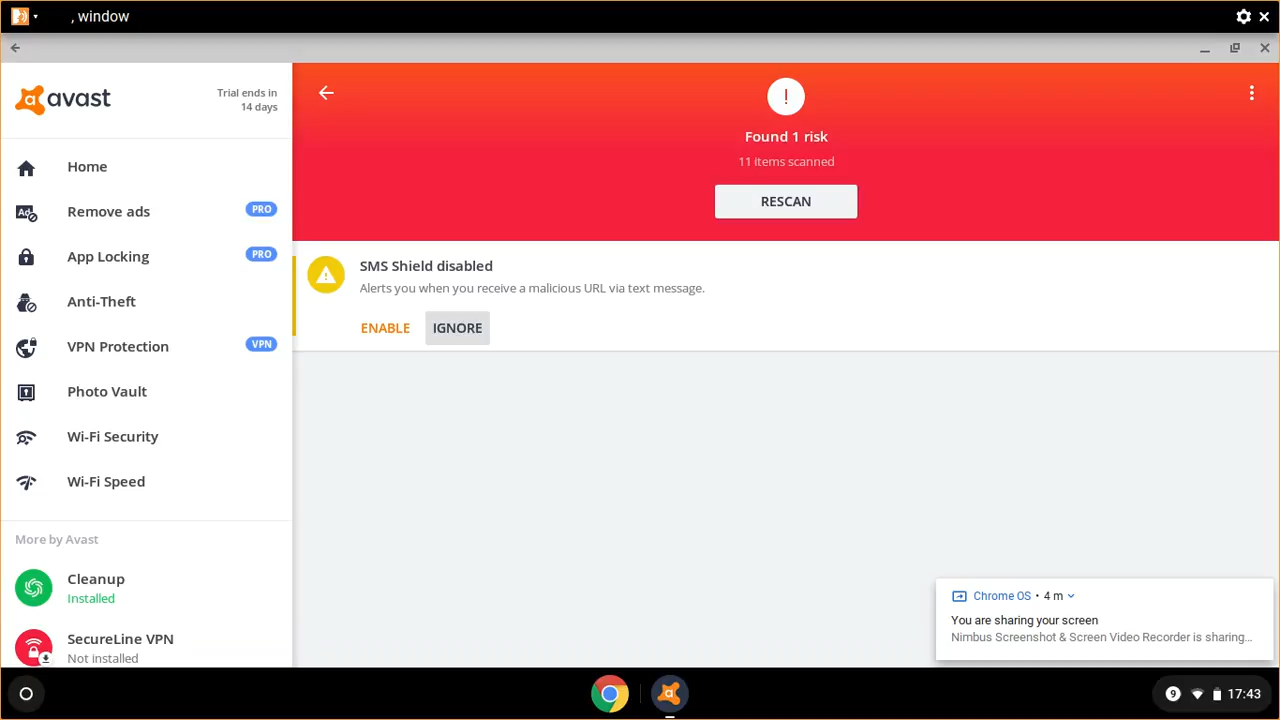 , window
avast
Trial ends in
14 days
Home
Remove ads PRO
App Locking PRO
Anti-Theft
VPN Protection VPN
Photo Vault
Wi-Fi Security
Wi-Fi Speed
More by Avast
Cleanup
Installed
SecureLine VPN
Not installed
!
Found 1 risk
11 items scanned
RESCAN
SMS Shield disabled
Alerts you when you receive a malicious URL via text message.
ENABLE IGNORE
Chrome OS • 4 m
You are sharing your screen
Nimbus Screenshot & Screen Video Recorder is sharing...
9 17:43